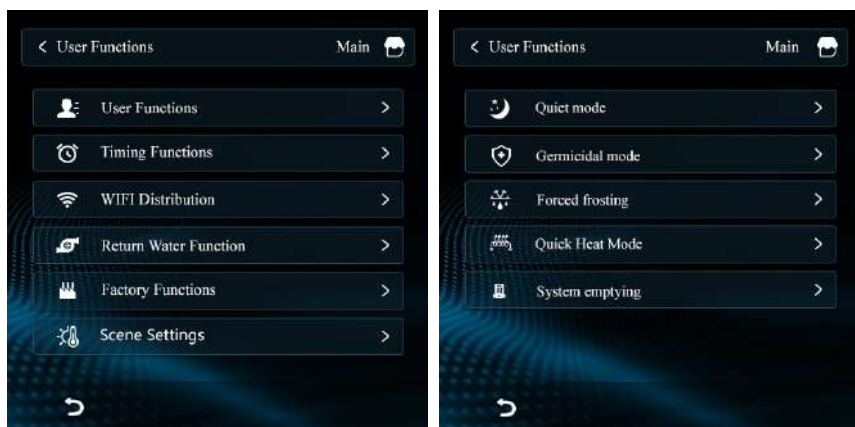 User Functions Main
User Functions
Timing Functions
WIFI Distribution
Return Water Function
Factory Functions
Scene Settings
User Functions Main
Quiet mode
Germicidal mode
Forced frosting
Quick Heat Mode
System emptying